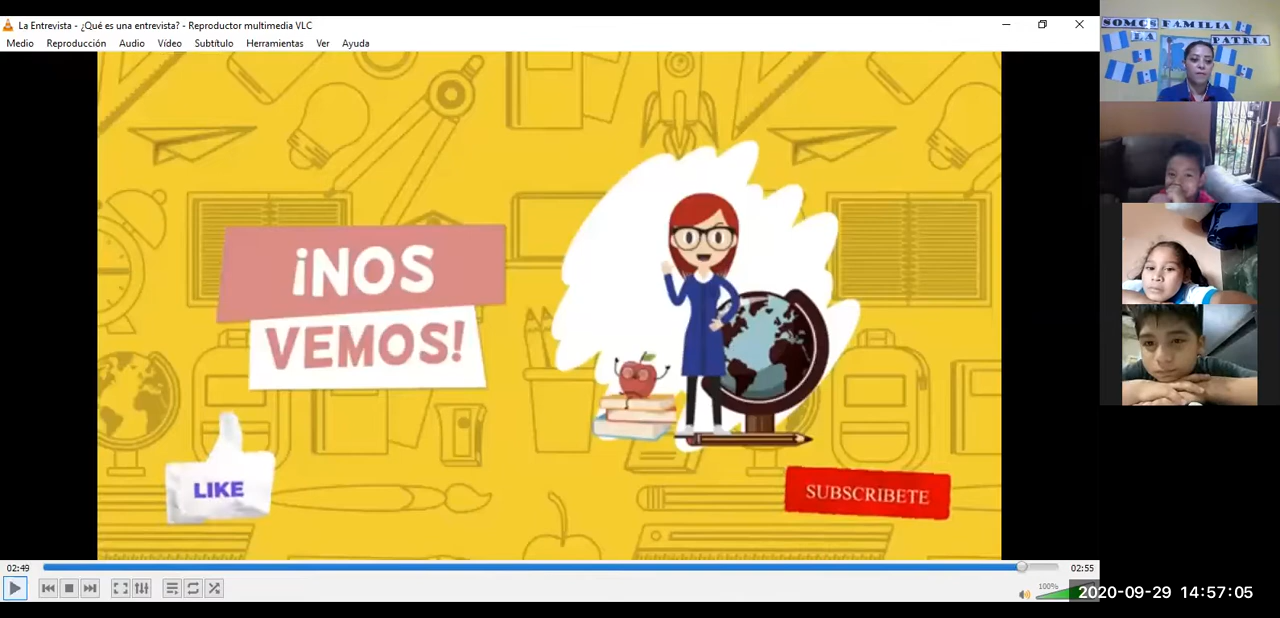 La Entrevista - ¿Qué es una entrevista? - Reproductor multimedia VLC
Medio Reproducción Audio Vídeo Subtítulo Herramientas Ver Ayuda
SOMOS FAMILIA
LA PATRIA
¡NOS
VEMOS!
LIKE
SUBSCRIBETE
02:49
02:55
100%
2020-09-29 14:57:05